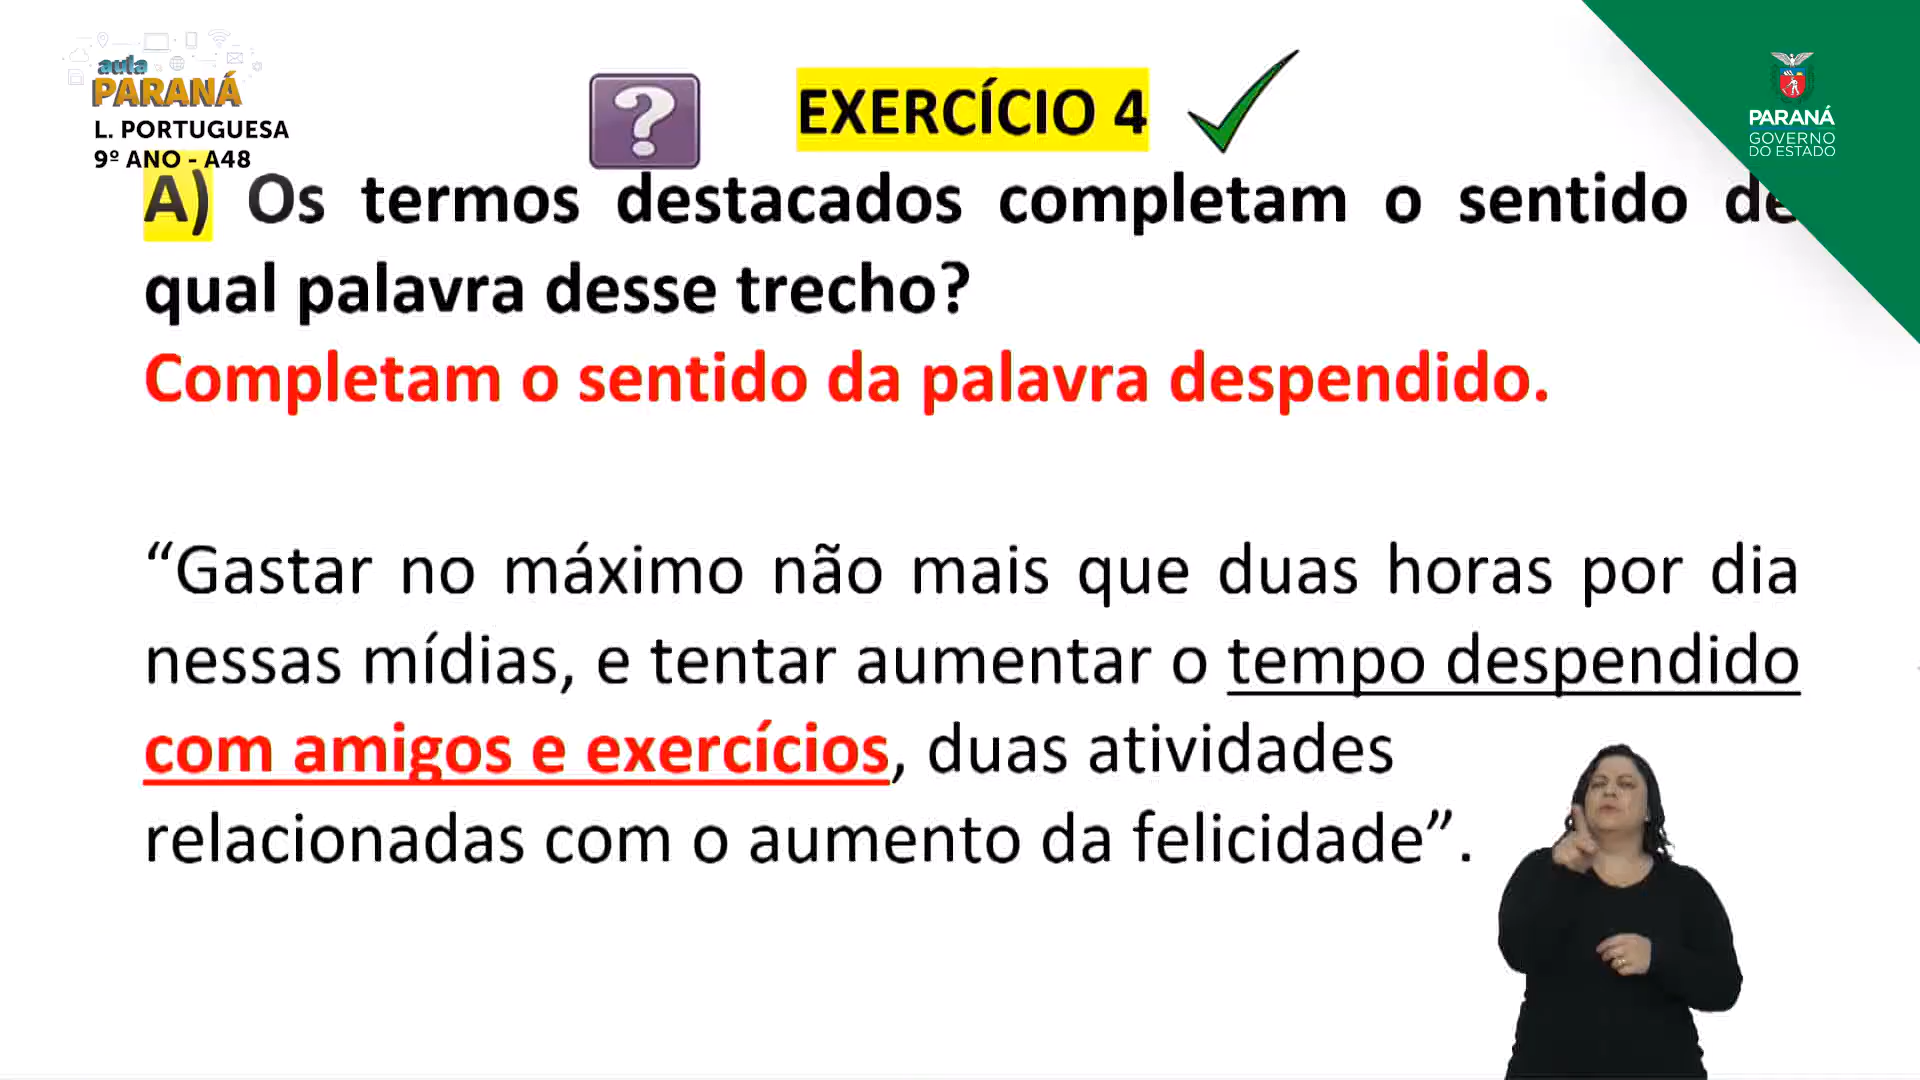 aula
PARANÁ
L. PORTUGUESA
9º ANO - A48
EXERCÍCIO 4
PARANÁ
GOVERNO
DO ESTADO
A) Os termos destacados completam o sentido de
qual palavra desse trecho?
Completam o sentido da palavra despendido.
“Gastar no máximo não mais que duas horas por dia
nessas mídias, e tentar aumentar o tempo despendido
com amigos e exercícios, duas atividades
relacionadas com o aumento da felicidade”.